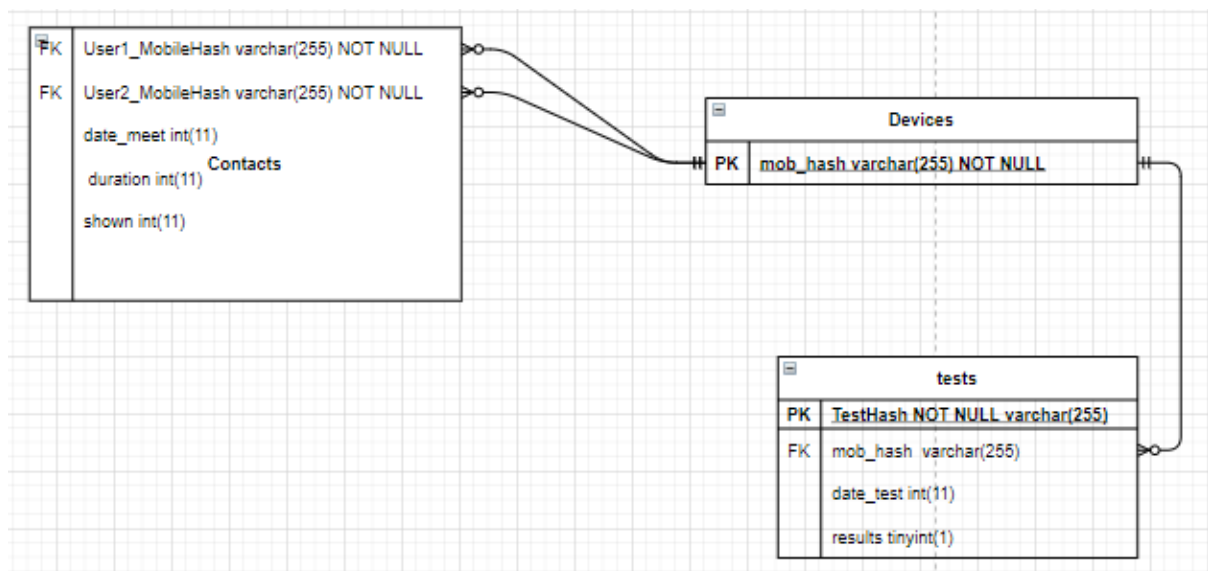 FK User1_MobileHash varchar(255) NOT NULL
FK User2_MobileHash varchar(255) NOT NULL
date_meet int(11)
Contacts
duration int(11)
shown int(11)
Devices
PK mob_hash varchar(255) NOT NULL
tests
PK TestHash NOT NULL varchar(255)
FK mob_hash varchar(255)
date_test int(11)
results tinyint(1)